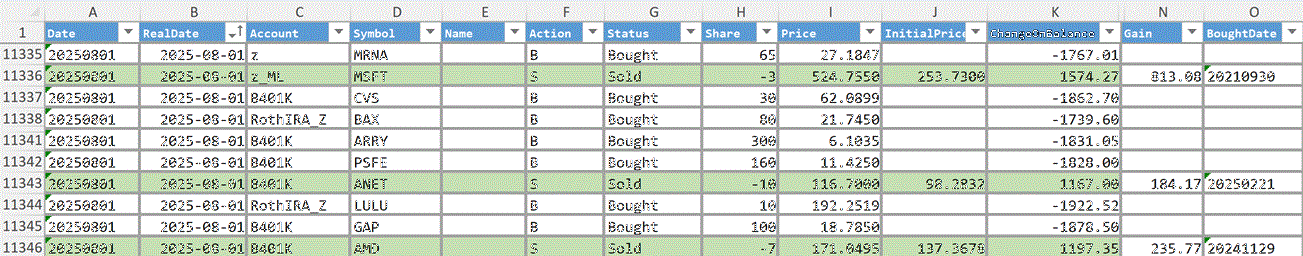 A B C D E F G H I J K N O
1 Date RealDate Account Symbol Name Action Status Share Price InitialPrice ChangeInBalance Gain BoughtDate
11335 20250801 2025-08-01 z MRNA B Bought 65 27.1847 -1767.01
11336 20250801 2025-08-01 z_ML MSFT S Sold -3 524.7550 253.7300 1574.27 813.08 20210930
11337 20250801 2025-08-01 8401K CVS B Bought 30 62.0899 -1862.70
11338 20250801 2025-08-01 RothIRA_Z BAX B Bought 80 21.7450 -1739.60
11341 20250801 2025-08-01 8401K ARRY B Bought 300 6.1035 -1831.05
11342 20250801 2025-08-01 8401K PSFE B Bought 160 11.4250 -1828.00
11343 20250801 2025-08-01 8401K ANET S Sold -10 116.7000 98.2832 1167.00 184.17 20250221
11344 20250801 2025-08-01 RothIRA_Z LULU B Bought 10 192.2519 -1922.52
11345 20250801 2025-08-01 8401K GAP B Bought 100 18.7850 -1878.50
11346 20250801 2025-08-01 8401K AMD S Sold -7 171.0495 137.3678 1197.35 235.77 20241129